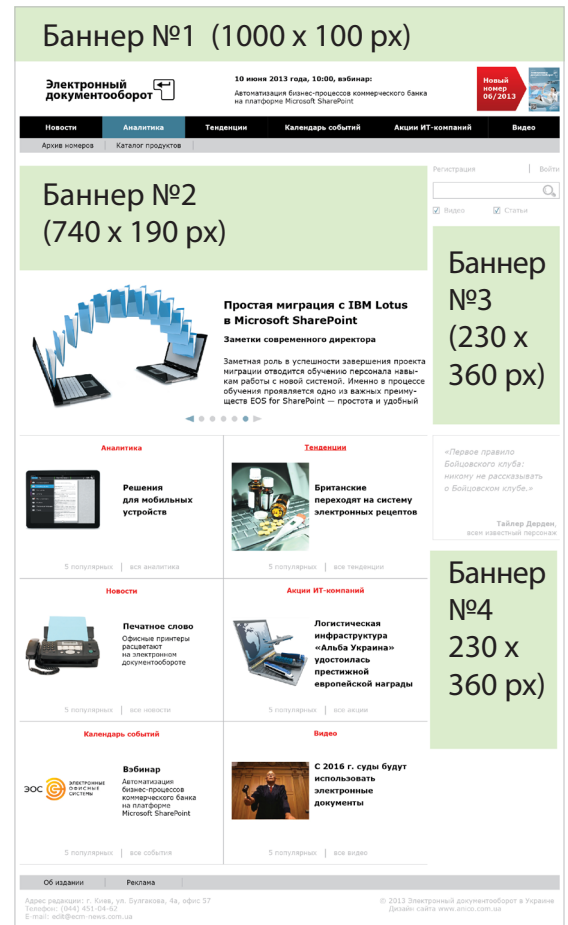 Баннер №1 (1000 x 100 px)
Электронный
документооборот
10 июня 2013 года, 10:00, вэбинар:
Автоматизация бизнес-процессов коммерческого банка
на платформе Microsoft SharePoint
Новый
номер
06/2013
Новости Аналитика Тенденции Календарь событий Акции ИТ-компаний Видео
Архив номеров Каталог продуктов
Регистрация Войти
Видео Статьи
Баннер №2
(740 x 190 px)
Баннер
№3
(230 x
360 px)
Простая миграция с IBM Lotus
в Microsoft SharePoint
Заметки современного директора
Заметная роль в успешности завершения проекта
миграции отводится обучению персонала навы-
кам работы с новой системой. Именно в процессе
обучения проявляется одно из важных преиму-
ществ EOS for SharePoint — простота и удобный
Аналитика
Решения
для мобильных
устройств
5 популярных вся аналитика
Тенденции
Британские
переходят на систему
электронных рецептов
5 популярных все тенденции
«Первое правило
Бойцовского клуба:
никому не рассказывать
о Бойцовском клубе.»
Тайлер Дерден,
всем известный персонаж
Баннер
№4
230 x
360 px)
Новости
Печатное слово
Офисные принтеры
расцветают
на электронном
документообороте
5 популярных все новости
Акции ИТ-компаний
Логистическая
инфраструктура
«Альба Украина»
удостоилась
престижной
европейской награды
5 популярных все акции
Календарь событий
ЭОС
ЭЛЕКТРОННЫЕ
ОФИСНЫЕ
СИСТЕМЫ
Вэбинар
Автоматизация
бизнес-процессов
коммерческого банка
на платформе
Microsoft SharePoint
5 популярных все события
Видео
С 2016 г. суды будут
использовать
электронные
документы
5 популярных все видео
Об издании Реклама
Адрес редакции: г. Киев, ул. Булгакова, 4а, офис 57
Телефон: (044) 451-04-62
E-mail: edit@ecm-news.com.ua
© 2013 Электронный документооборот в Украине
Дизайн сайта www.anvo.com.ua